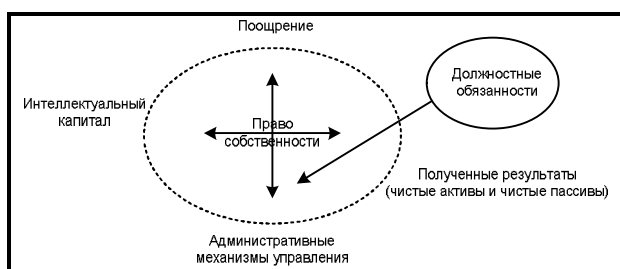 Поощрение
Должностные
обязанности
Интеллектуальный
капитал
Право
собственности
Полученные результаты
(чистые активы и чистые пассивы)
Административные
механизмы управления